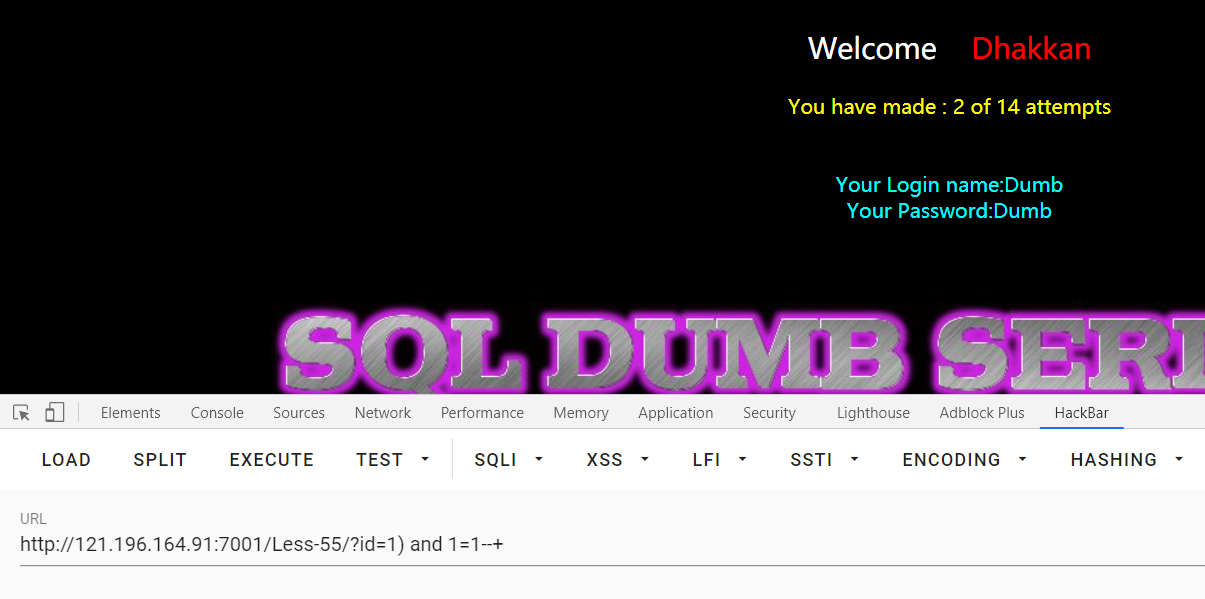 Welcome Dhakkan
You have made : 2 of 14 attempts
Your Login name:Dumb
Your Password:Dumb
SQL DUMB SERI
Elements Console Sources Network Performance Memory Application Security Lighthouse Adblock Plus HackBar
LOAD SPLIT EXECUTE TEST SQLI XSS LFI SSTI ENCODING HASHING
URL
http://121.196.164.91:7001/Less-55/?id=1) and 1=1--+